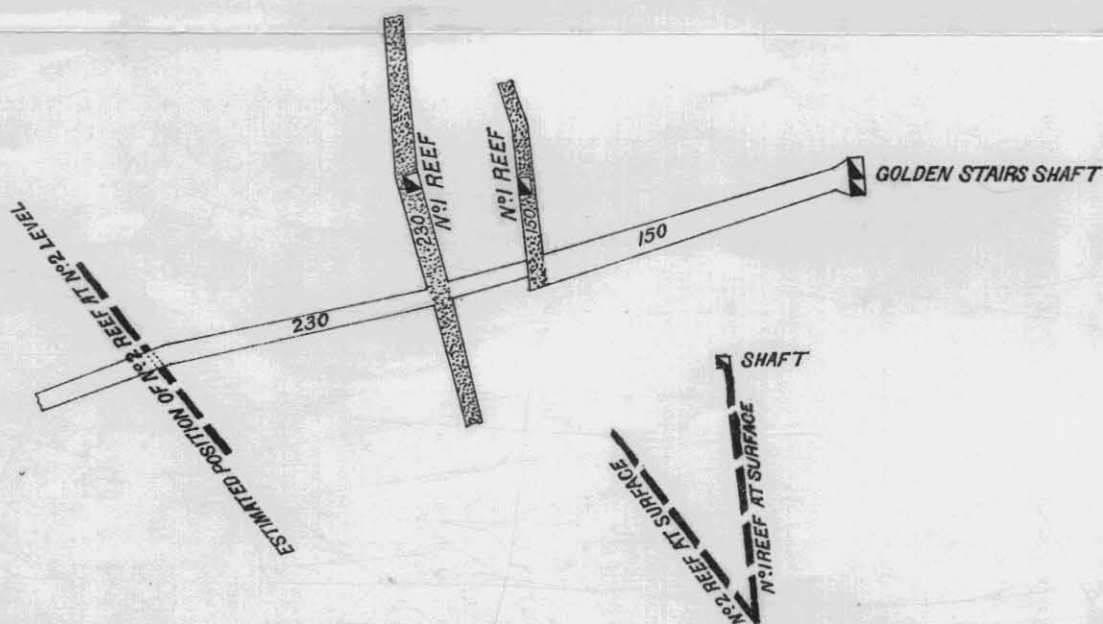 Nº1 REEF
230
Nº1 REEF
150
GOLDEN STAIRS SHAFT
150
230
ESTIMATED POSITION OF Nº2 REEF AT Nº2 LEVEL
SHAFT
Nº2 REEF AT SURFACE
Nº1 REEF AT SURFACE